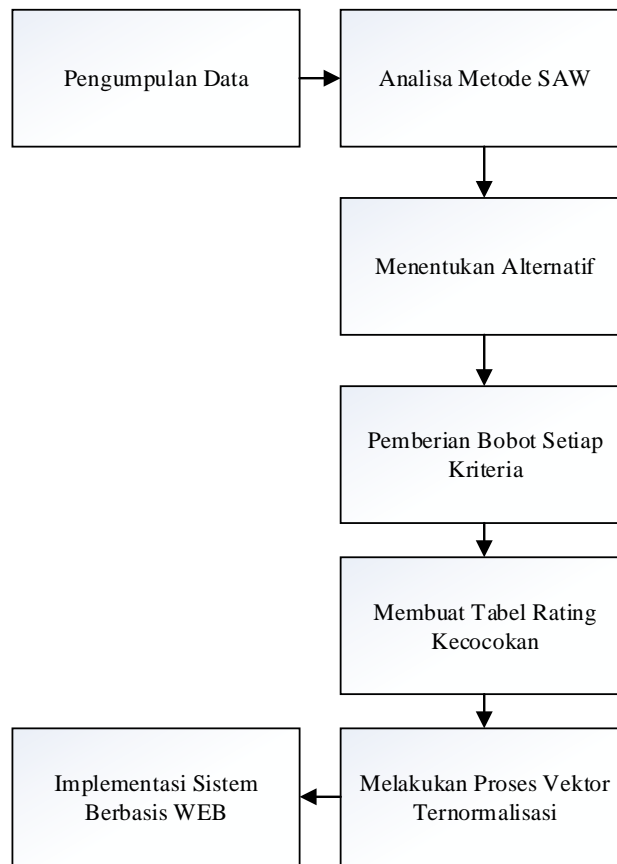 Pengumpulan Data
Analisa Metode SAW
Menentukan Alternatif
Pemberian Bobot Setiap
Kriteria
Membuat Tabel Rating
Kecocokan
Melakukan Proses Vektor
Ternormalisasi
Implementasi Sistem
Berbasis WEB